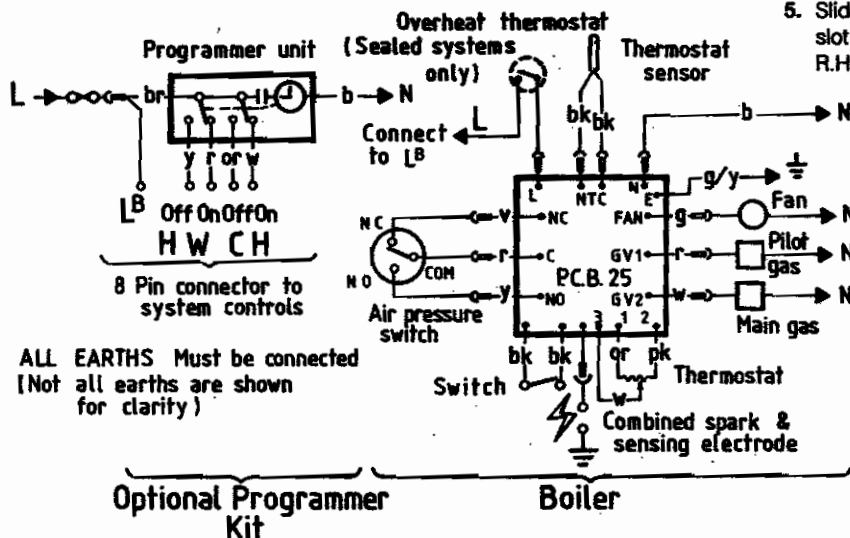 5. Slid
slot
R.H
Overheat thermostat
(Sealed systems
only)
Programmer unit
Thermostat
sensor
L
br
b
N
y r or w
L B
Off On Off On
H W C H
8 Pin connector to
system controls
ALL EARTHS Must be connected
[Not all earths are shown
for clarity)
L
Connect
to L B
bk
bk
b
N
g/y
L
NTC
N
E
NC
v
NC
FAN
g
Fan
N
r
C
COM
GV1
r
Pilot
gas
N
P.C.B. 25
NO
y
NO
GV2
w
Main gas
N
Air pressure
switch
3 1 2
bk
bk
or
pk
Switch
w
Thermostat
Combined spark &
sensing electrode
Optional Programmer
Kit
Boiler